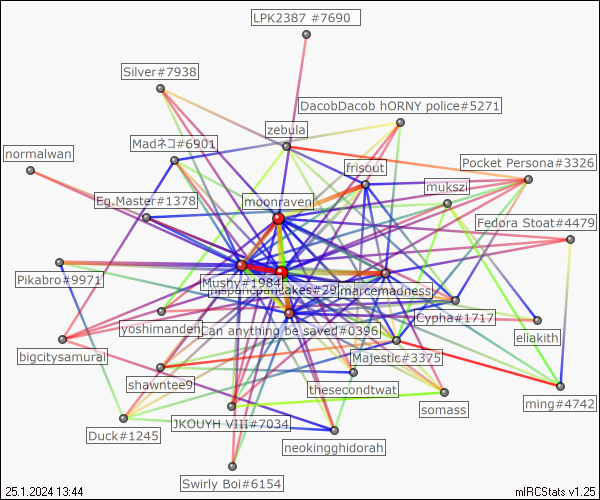 LPK2387 #7690
Silver#7938
DacobDacob hORNY police#5271
zebula
Madネコ#6901
normalwan
frisout
Pocket Persona#3326
mukszi
Eg.Master#1378
moonraven
Fedora Stoat#4479
Pikabro#9971
Mushy#1984
marcemadness
Cypha#1717
yoshimanden
Can anything be saved#0396
eliakith
bigcitysamurai
Majestic#3375
shawntee9
thesecondtwat
somass
ming#4742
JKOUYH VIII#7034
Duck#1245
neokingghidorah
Swirly Boi#6154
25.1.2024 13:44
mIRCStats v1.25